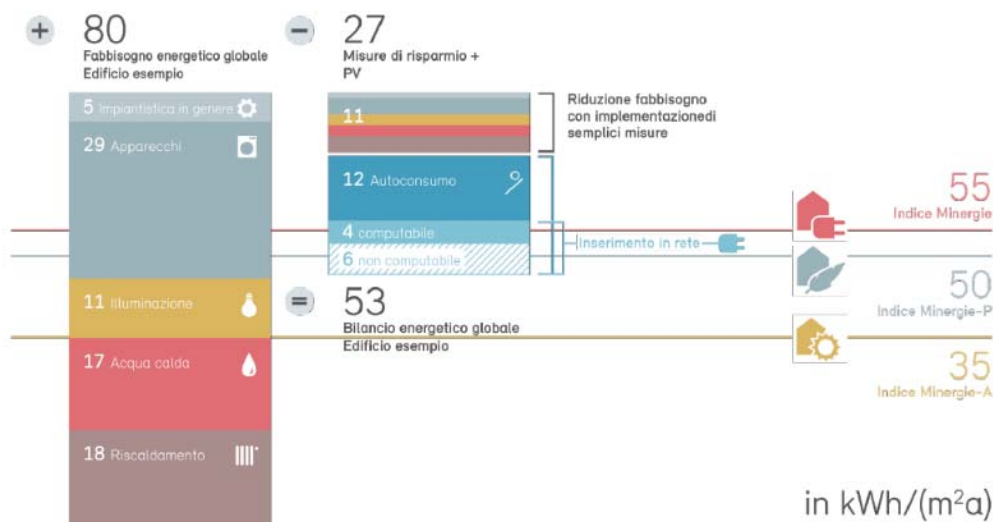 + 80
Fabbisogno energetico globale
Edificio esempio
5 Impiantistica in genere
29 Apparecchi
11 Illuminazione
17 Acqua calda
18 Riscaldamento
− 27
Misure di risparmio +
PV
11
Riduzione fabbisogno
con implementazionedi
semplici misure
12 Autoconsumo
4 computabile
6 non computabile
Inserimento in rete
= 53
Bilancio energetico globale
Edificio esempio
55
Indice Minergie
50
Indice Minergie-P
35
Indice Minergie-A
in kWh/(m²a)